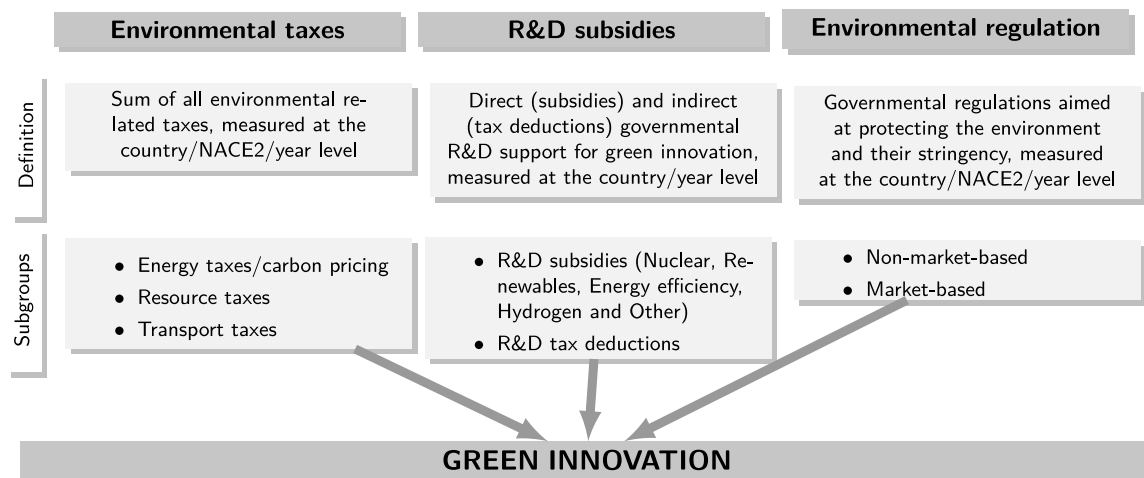 Environmental taxes
R&D subsidies
Environmental regulation
Definition
Sum of all environmental re-
lated taxes, measured at the
country/NACE2/year level
Direct (subsidies) and indirect
(tax deductions) governmental
R&D support for green innovation,
measured at the country/year level
Governmental regulations aimed
at protecting the environment
and their stringency, measured
at the country/NACE2/year level
Subgroups
• Energy taxes/carbon pricing
• Resource taxes
• Transport taxes
• R&D subsidies (Nuclear, Re-
newables, Energy efficiency,
Hydrogen and Other)
• R&D tax deductions
• Non-market-based
• Market-based
GREEN INNOVATION